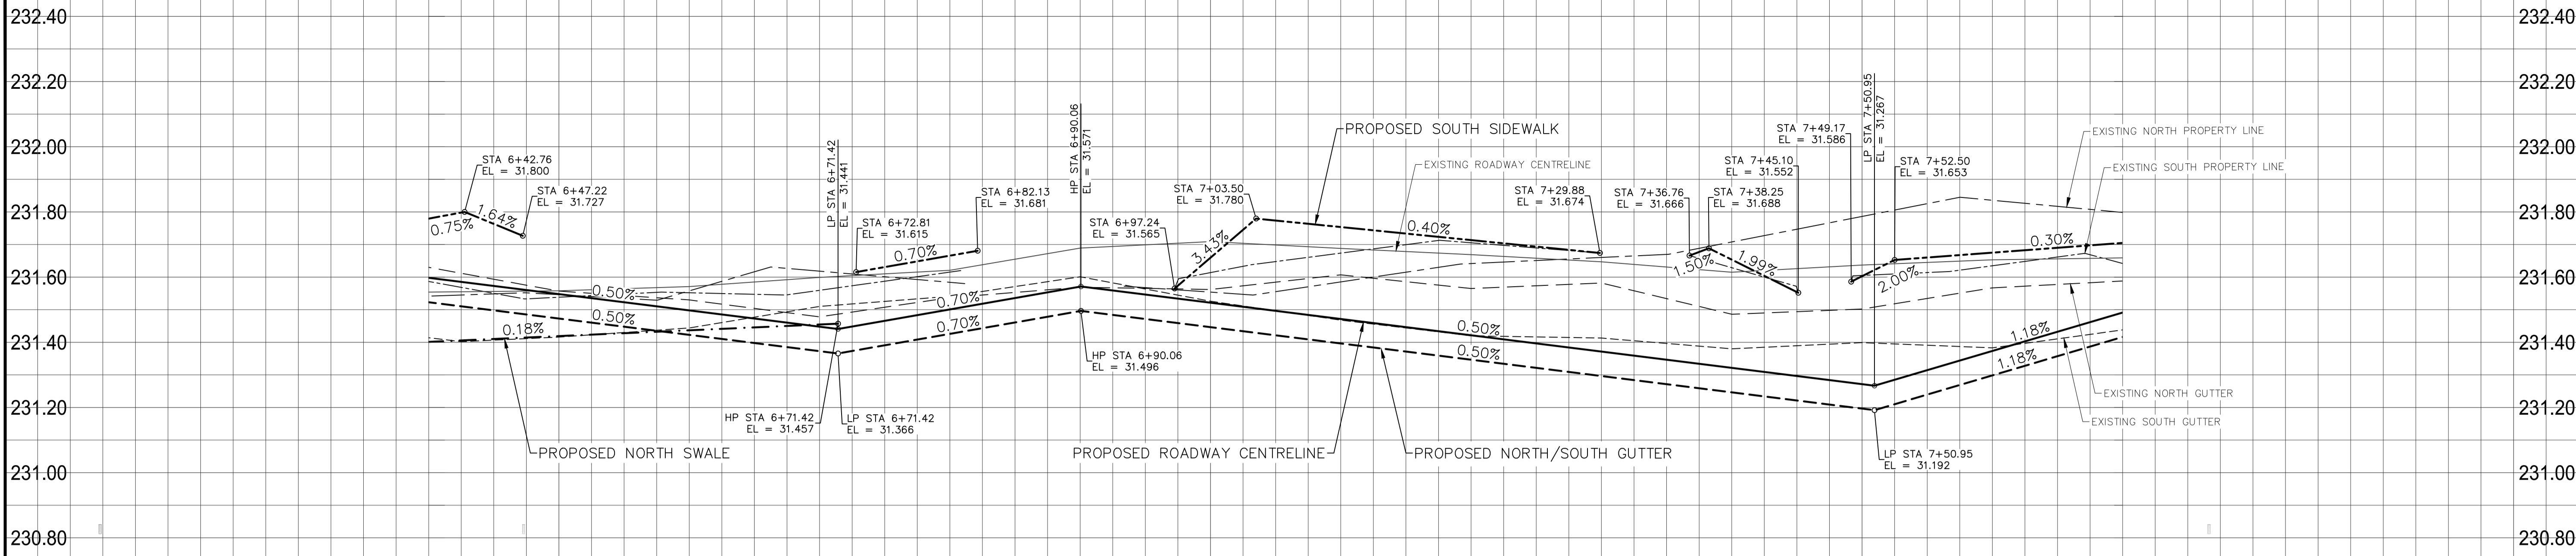 232.40
232.20
232.00
231.80
231.60
231.40
231.20
231.00
230.80
STA 6+42.76
EL = 31.800
STA 6+47.22
EL = 31.727
0.75%
1.64%
0.50%
0.50%
0.18%
PROPOSED NORTH SWALE
LP STA 6+71.42
EL = 31.441
STA 6+72.81
EL = 31.615
0.70%
STA 6+82.13
EL = 31.681
0.70%
0.70%
HP STA 6+71.42
EL = 31.457
LP STA 6+71.42
EL = 31.366
HP STA 6+90.06
EL = 31.571
HP STA 6+90.06
EL = 31.496
STA 6+97.24
EL = 31.565
STA 7+03.50
EL = 31.780
3.43%
PROPOSED SOUTH SIDEWALK
EXISTING ROADWAY CENTRELINE
0.40%
STA 7+29.88
EL = 31.674
0.50%
0.50%
PROPOSED ROADWAY CENTRELINE
PROPOSED NORTH/SOUTH GUTTER
STA 7+36.76
EL = 31.666
STA 7+38.25
EL = 31.688
1.50%
1.99%
STA 7+45.10
EL = 31.552
STA 7+49.17
EL = 31.586
LP STA 7+50.95
EL = 31.267
STA 7+52.50
EL = 31.653
2.00%
0.30%
1.18%
1.18%
LP STA 7+50.95
EL = 31.192
EXISTING NORTH PROPERTY LINE
EXISTING SOUTH PROPERTY LINE
EXISTING NORTH GUTTER
EXISTING SOUTH GUTTER
232.40
232.20
232.00
231.80
231.60
231.40
231.20
231.00
230.80